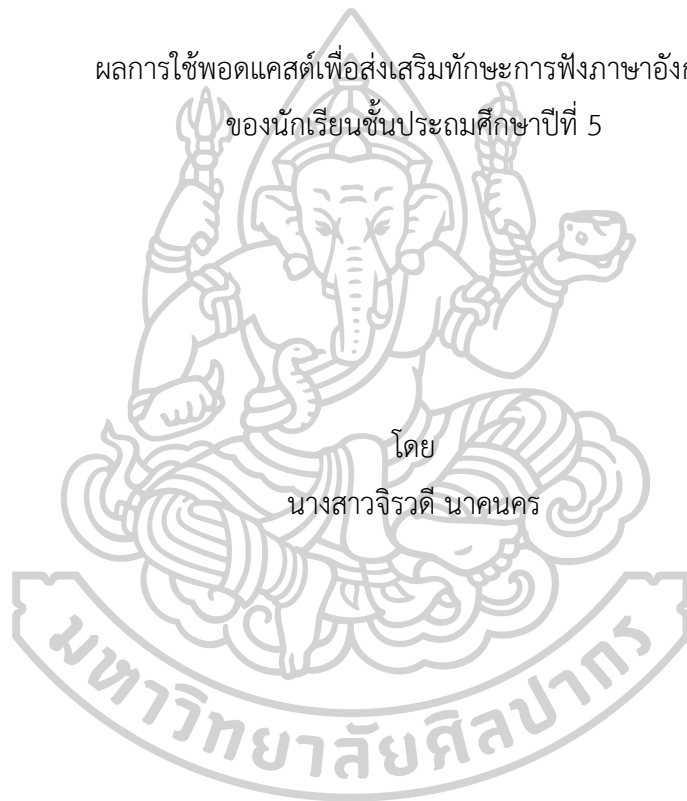 ผลการใช้พอดแคสต์เพื่อส่งเสริมทักษะการฟังภาษาอัง
ของนักเรียนชั้นประถมศึกษาปีที่ 5
โดย
นางสาวจิรวดี นาคนคร
มหาวิทยาลัยศิลปากร